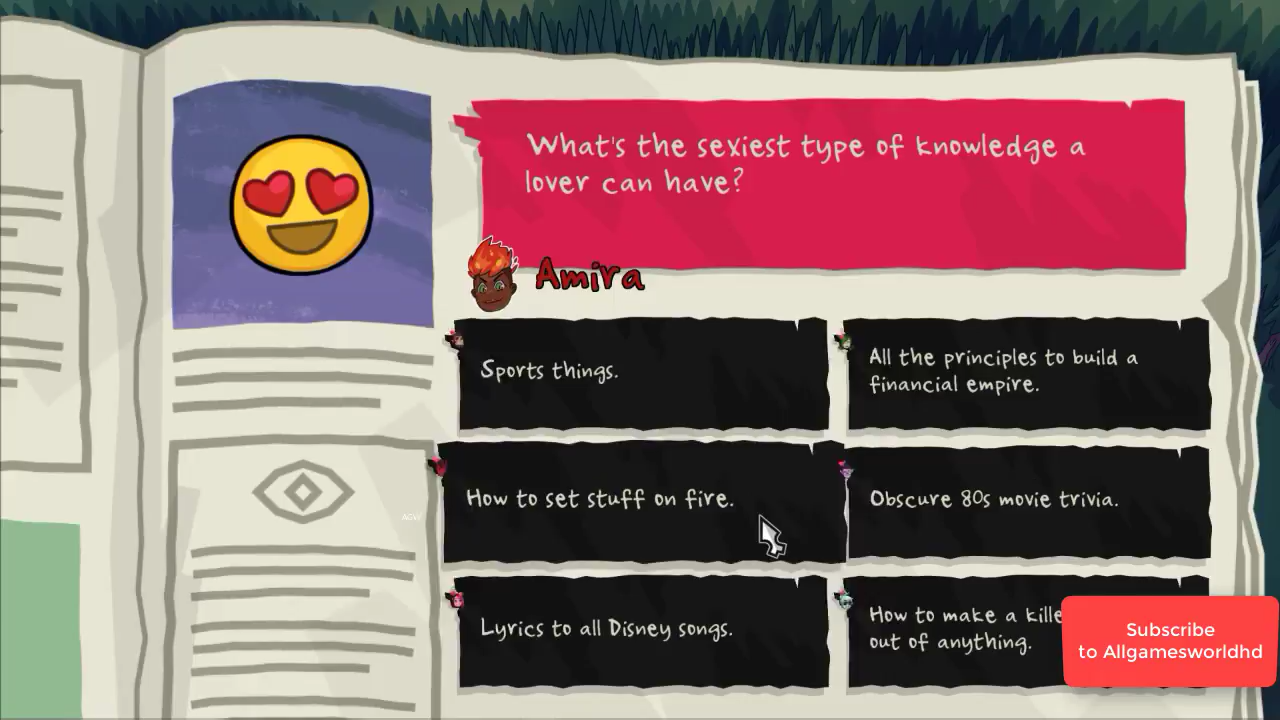 What's the sexiest type of knowledge a
lover can have?
Amira
Sports things.
All the principles to build a
financial empire.
How to set stuff on fire.
Obscure 80s movie trivia.
Lyrics to all Disney songs.
How to make a kille
out of anything.
Subscribe
to Allgamesworldhd